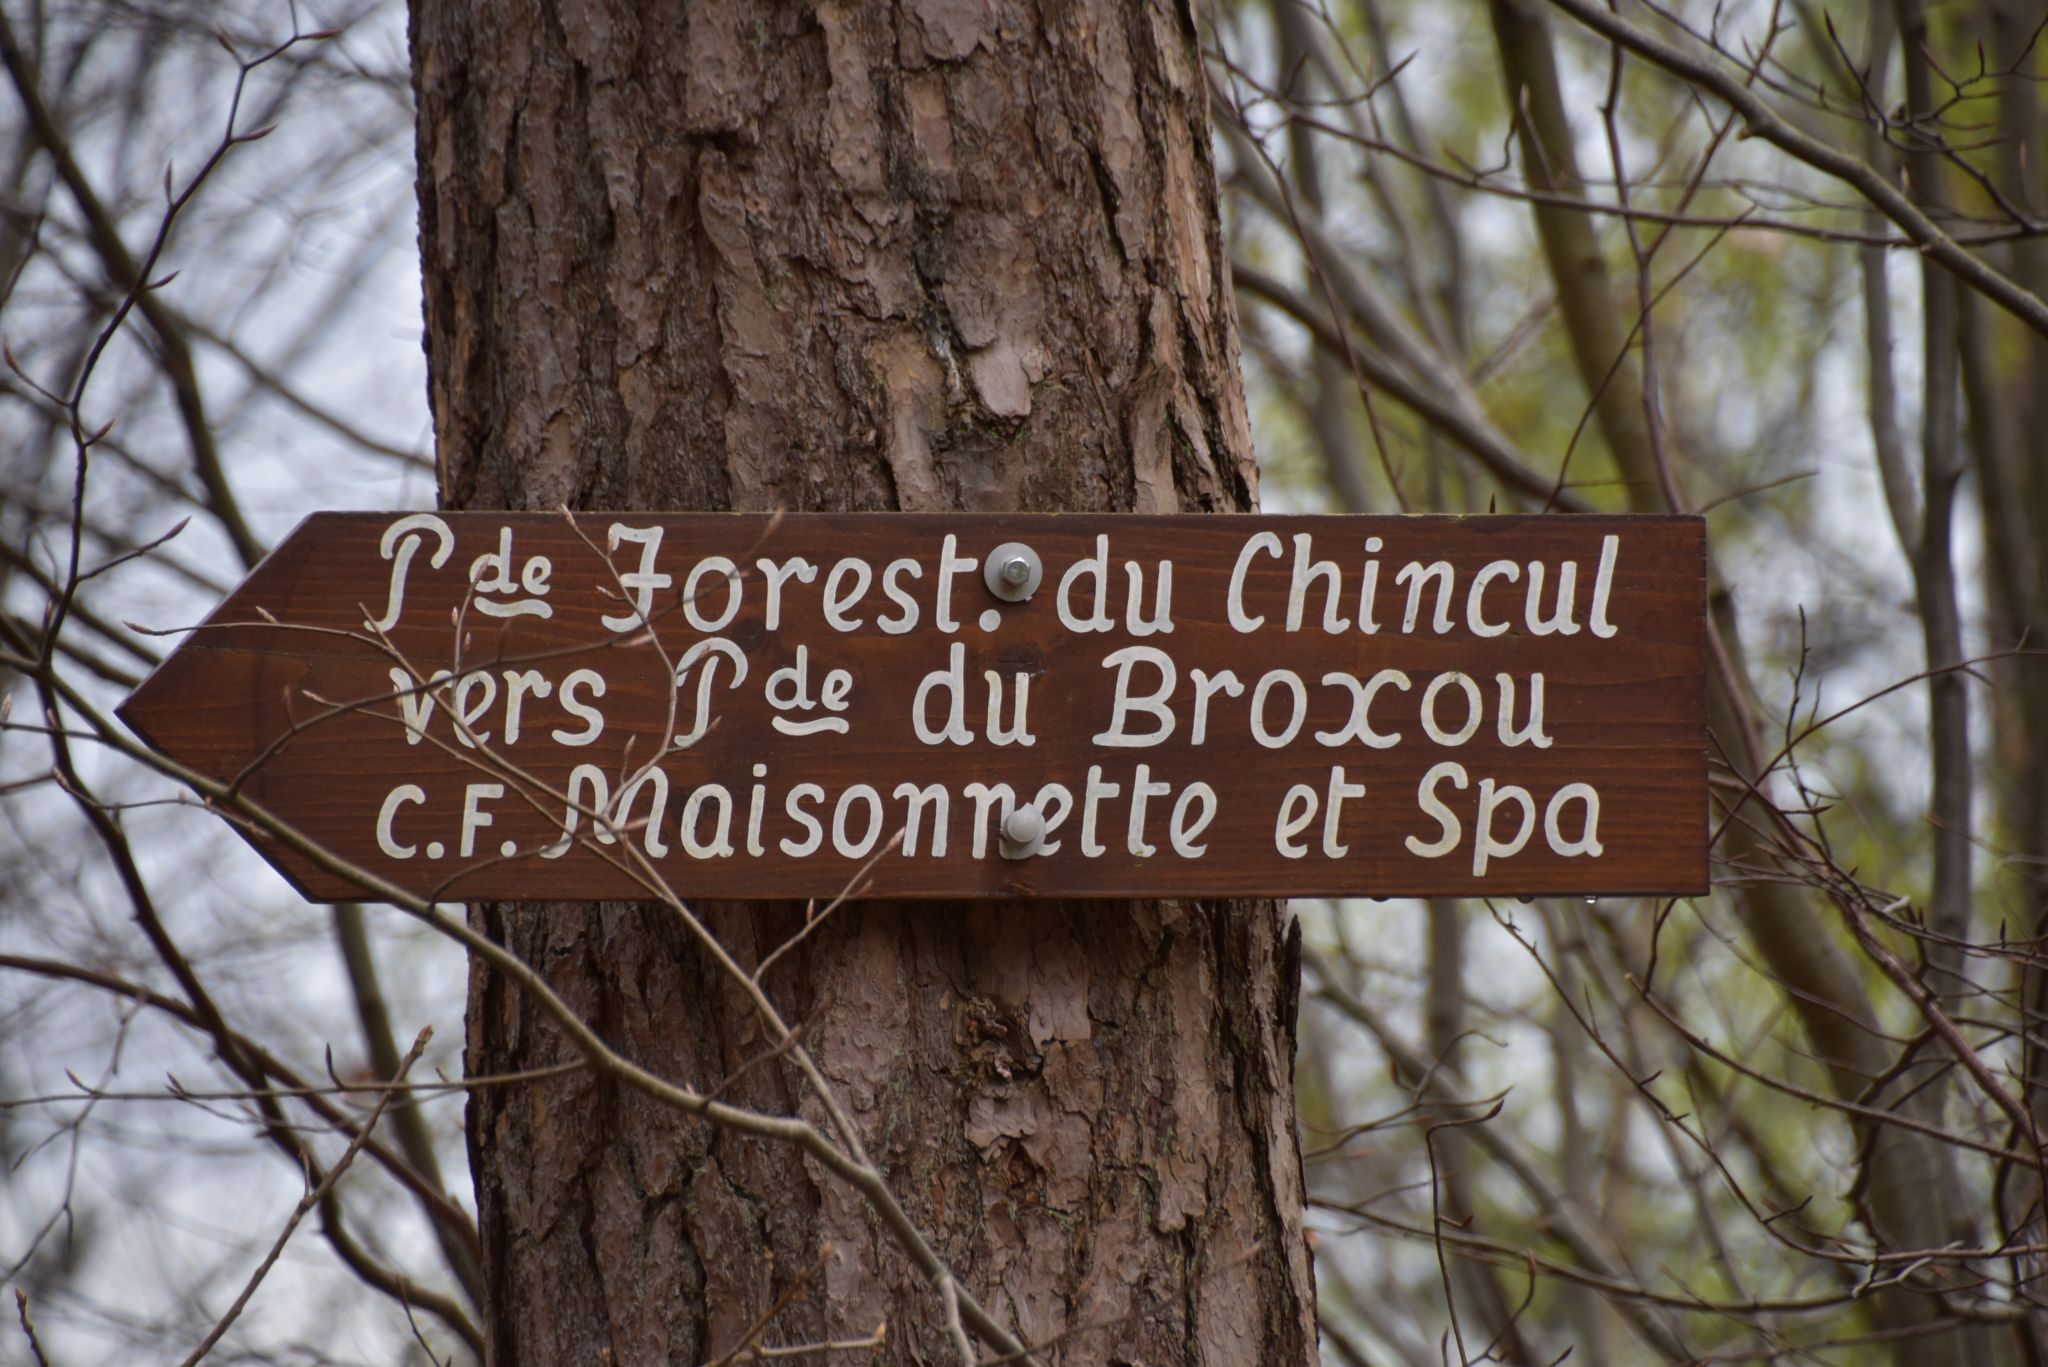 Pde Forest. du Chincul
vers Pde du Broxou
C.F. Maisonnette et Spa